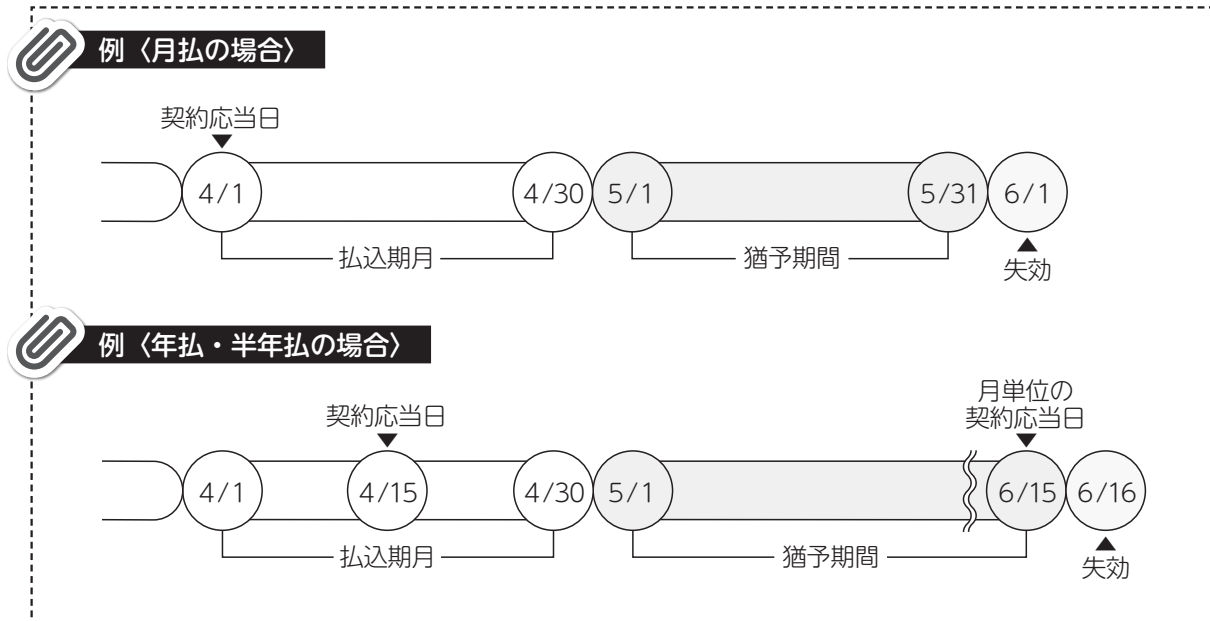 例〈月払の場合〉
契約応当日
4/1
4/30
5/1
5/31
6/1
払込期月
猶予期間
失効
例〈年払・半年払の場合〉
契約応当日
月単位の
契約応当日
4/1
4/15
4/30
5/1
6/15
6/16
払込期月
猶予期間
失効